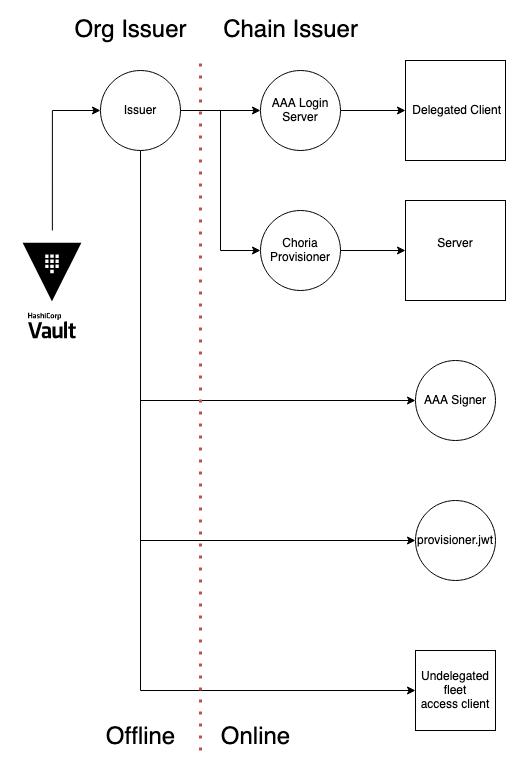 Org Issuer
Chain Issuer
Issuer
AAA Login
Server
Delegated Client
Choria
Provisioner
Server
HashiCorp
Vault
AAA Signer
provisioner.jwt
Undelegated
fleet
access client
Offline
Online